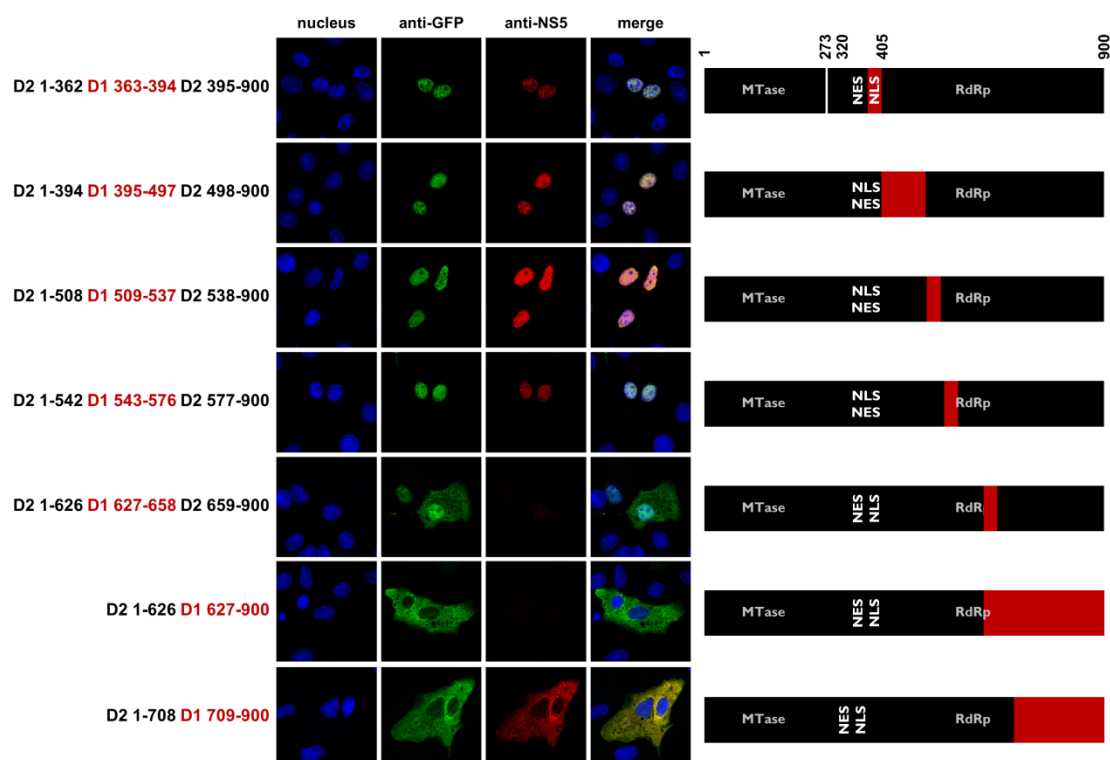 nucleus anti-GFP anti-NS5 merge
1 273 320 405 900
D2 1-362 D1 363-394 D2 395-900
MTase NES NLS RdRp
D2 1-394 D1 395-497 D2 498-900
MTase NLS NES RdRp
D2 1-508 D1 509-537 D2 538-900
MTase NLS NES RdRp
D2 1-542 D1 543-576 D2 577-900
MTase NLS NES RdRp
D2 1-626 D1 627-658 D2 659-900
MTase NES NLS RdR
D2 1-626 D1 627-900
MTase NES NLS RdRp
D2 1-708 D1 709-900
MTase NES NLS RdRp